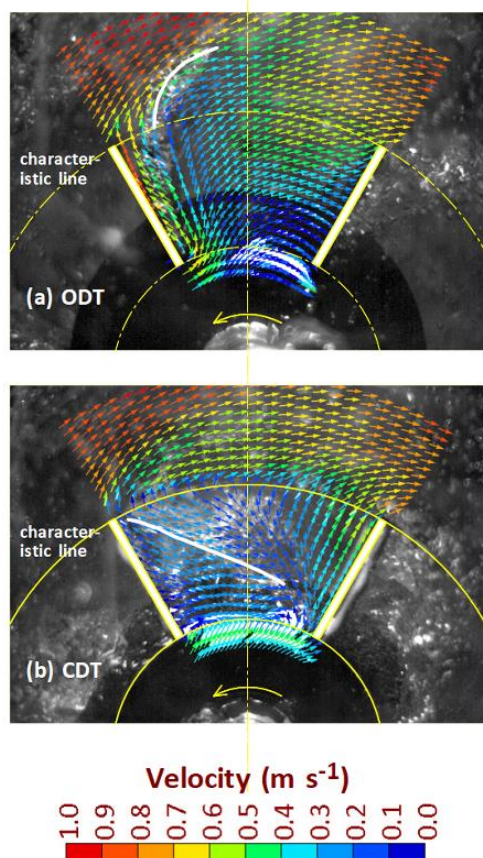 character-
istic line
(a) ODT
character-
istic line
(b) CDT
Velocity (m s⁻¹)
1.0 0.9 0.8 0.7 0.6 0.5 0.4 0.3 0.2 0.1 0.0